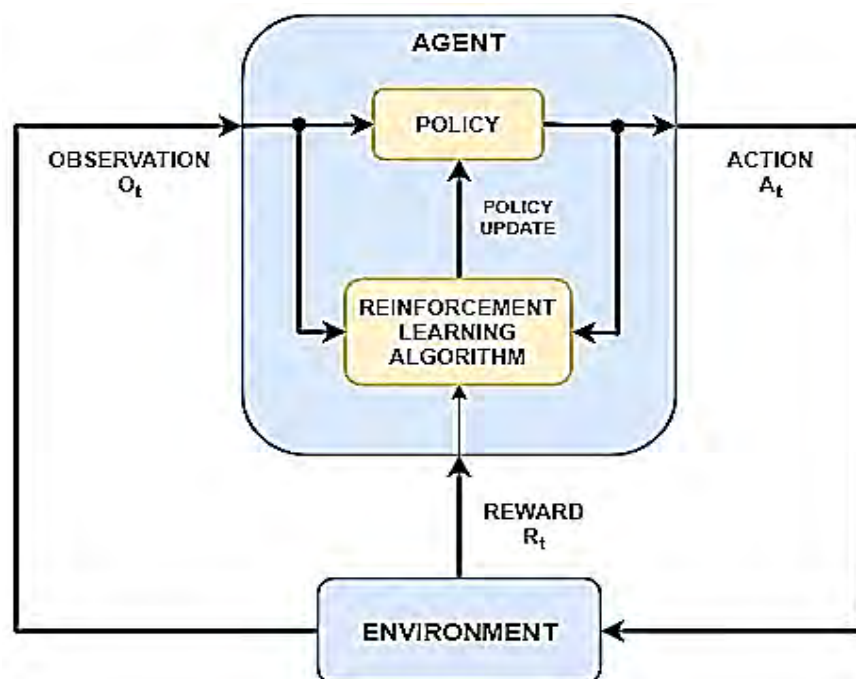 AGENT
POLICY
OBSERVATION
Oₜ
ACTION
Aₜ
POLICY
UPDATE
REINFORCEMENT
LEARNING
ALGORITHM
REWARD
Rₜ
ENVIRONMENT